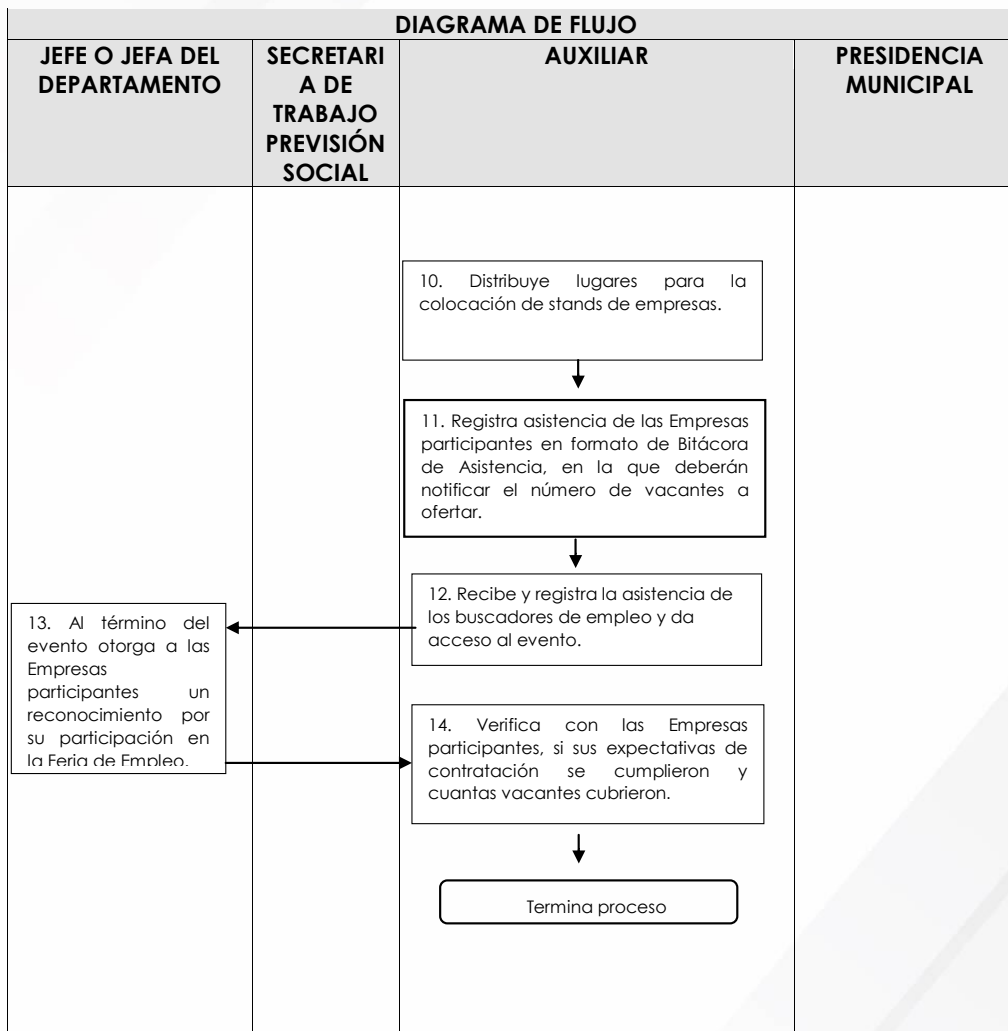 DIAGRAMA DE FLUJO
JEFE O JEFA DEL
DEPARTAMENTO
SECRETARI
A DE
TRABAJO
PREVISIÓN
SOCIAL
AUXILIAR
PRESIDENCIA
MUNICIPAL
10. Distribuye lugares para la
colocación de stands de empresas.
11. Registra asistencia de las Empresas
participantes en formato de Bitácora
de Asistencia, en la que deberán
notificar el número de vacantes a
ofertar.
12. Recibe y registra la asistencia de
los buscadores de empleo y da
acceso al evento.
13. Al término del
evento otorga a las
Empresas
participantes un
reconocimiento por
su participación en
la Feria de Empleo.
14. Verifica con las Empresas
participantes, si sus expectativas de
contratación se cumplieron y
cuantas vacantes cubrieron.
Termina proceso